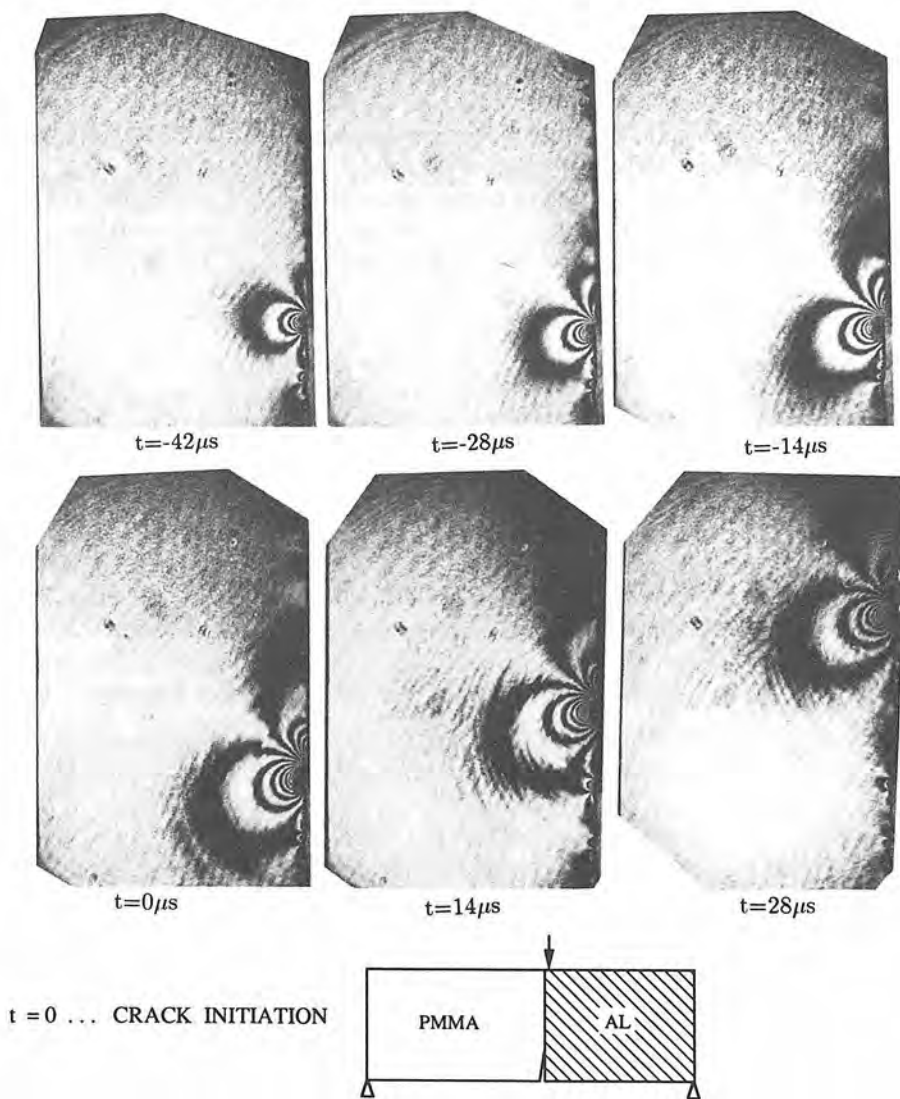 t=-42μs
t=-28μs
t=-14μs
t=0μs
t=14μs
t=28μs
t = 0 ... CRACK INITIATION
PMMA
AL